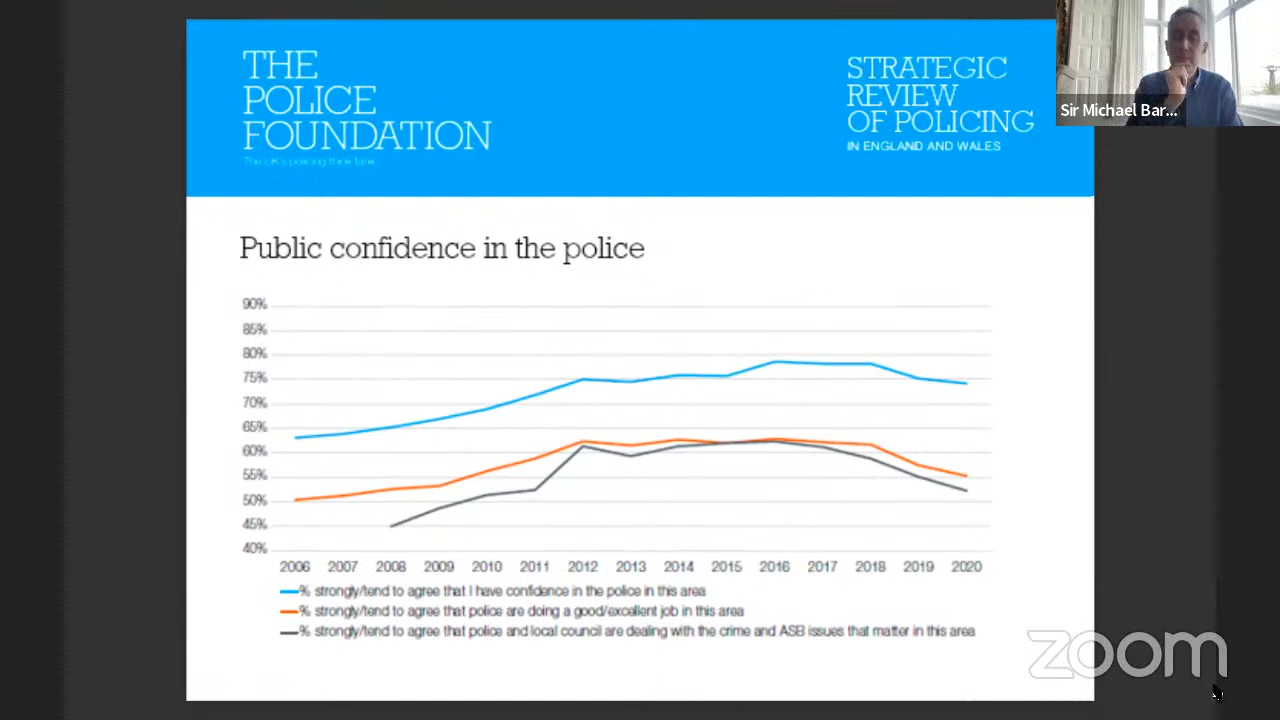 THE
POLICE
FOUNDATION
The UK's policing think tank
STRATEGIC
REVIEW
OF POLICING
IN ENGLAND AND WALES
Sir Michael Bar...
Public confidence in the police
90%
85%
80%
75%
70%
65%
60%
55%
50%
45%
40%
2006 2007 2008 2009 2010 2011 2012 2013 2014 2015 2016 2017 2018 2019 2020
% strongly/tend to agree that I have confidence in the police in this area
% strongly/tend to agree that police are doing a good/excellent job in this area
% strongly/tend to agree that police and local council are dealing with the crime and ASB issues that matter in this area
zoom